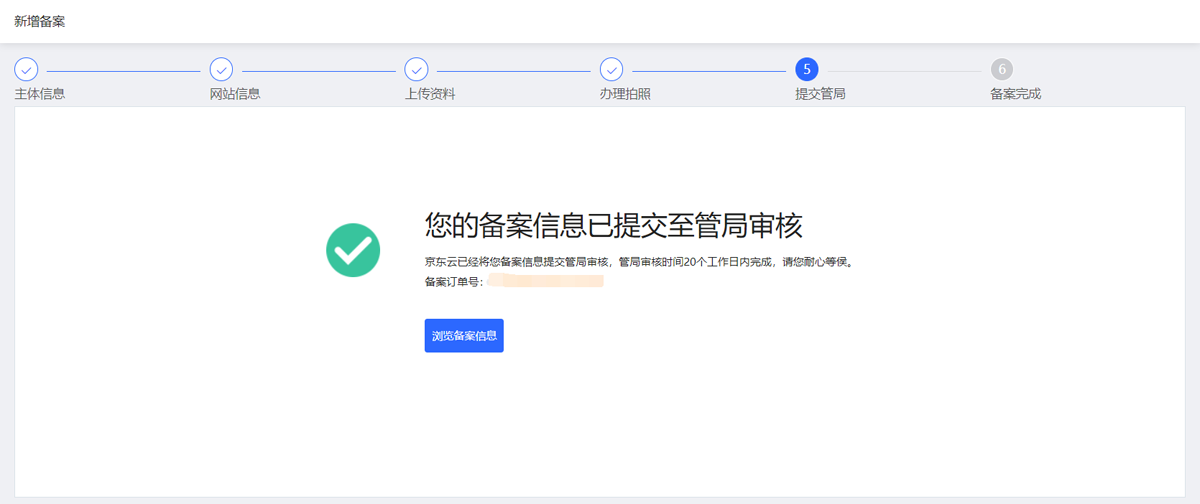 新增备案
5
6
主体信息
网站信息
上传资料
办理拍照
提交管局
备案完成
您的备案信息已提交至管局审核
京东云已经将您备案信息提交管局审核，管局审核时间20个工作日内完成，请您耐心等侯。
备案订单号：
浏览备案信息